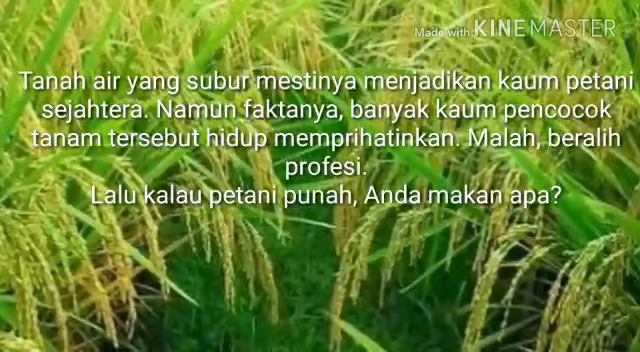 Made with KINEMASTER
Tanah air yang subur mestinya menjadikan kaum petani
sejahtera. Namun faktanya, banyak kaum pencocok
tanam tersebut hidup memprihatinkan. Malah, beralih
profesi.
Lalu kalau petani punah, Anda makan apa?